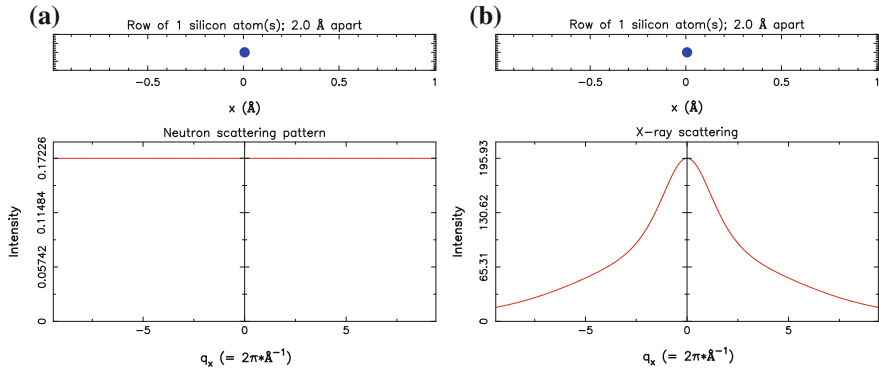 (a)
Row of 1 silicon atom(s); 2.0 Å apart
−0.5 0 0.5 1
x (Å)
Neutron scattering pattern
Intensity
0 0.05742 0.11484 0.17226
−5 0 5
q_x (= 2π*Å⁻¹)
(b)
Row of 1 silicon atom(s); 2.0 Å apart
−0.5 0 0.5 1
x (Å)
X-ray scattering
Intensity
0 65.31 130.62 195.93
−5 0 5
q_x (= 2π*Å⁻¹)